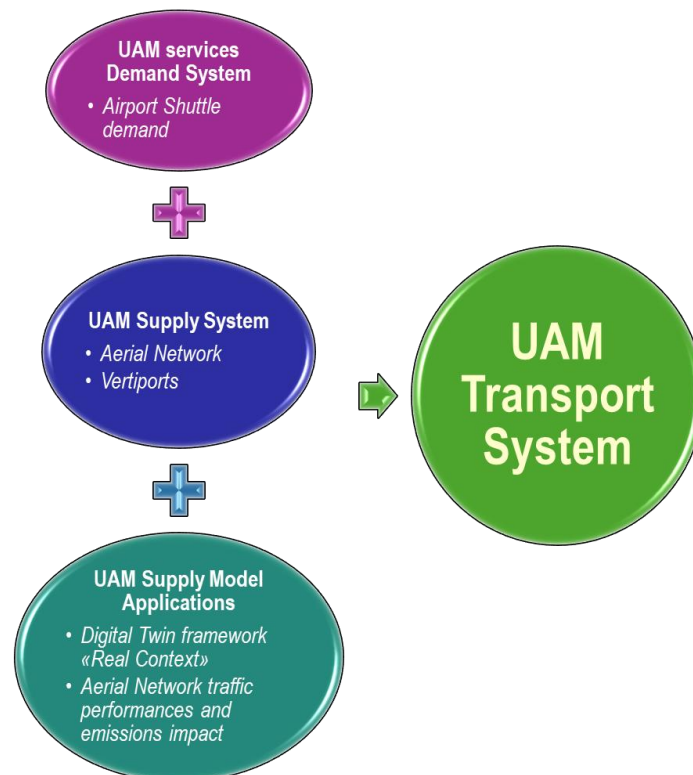 UAM services
Demand System
• Airport Shuttle
demand
UAM Supply System
• Aerial Network
• Vertiports
UAM Supply Model
Applications
• Digital Twin framework
«Real Context»
• Aerial Network traffic
performances and
emissions impact
UAM
Transport
System